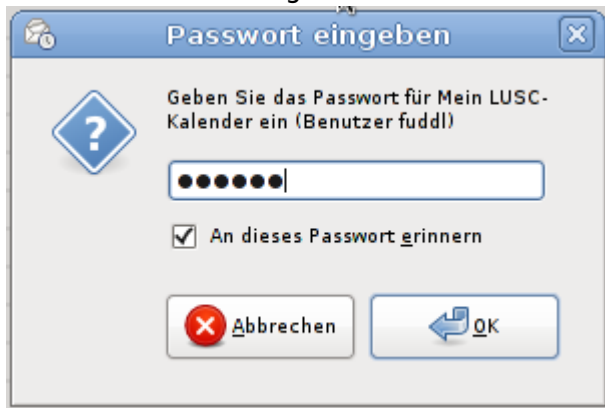 Passwort eingeben
Geben Sie das Passwort für Mein LUSC-
Kalender ein (Benutzer fuddl)
●●●●●●
An dieses Passwort erinnern
Abbrechen
OK